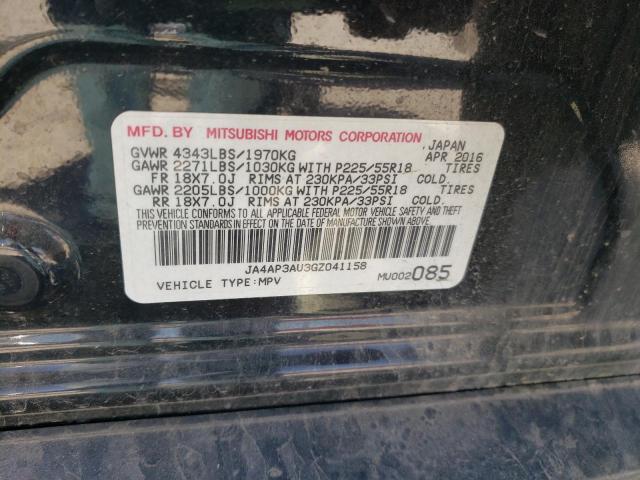 MFD. BY MITSUBISHI MOTORS CORPORATION, JAPAN
GVWR 4343LBS/1970KG APR 2016
GAWR 2271LBS/1030KG WITH P225/55R18 TIRES
FR 18X7.0J RIMS AT 230KPA/33PSI COLD.
GAWR 2205LBS/1000KG WITH P225/55R18 TIRES
RR 18X7.0J RIMS AT 230KPA/33PSI COLD.
THIS VEHICLE CONFORMS TO ALL APPLICABLE FEDERAL MOTOR VEHICLE SAFETY, BUMPER, AND THEFT
PREVENTION STANDARDS IN EFFECT ON THE DATE OF MANUFACTURE SHOWN ABOVE.
JA4AP3AU3GZ041158
VEHICLE TYPE:MPV MU002085